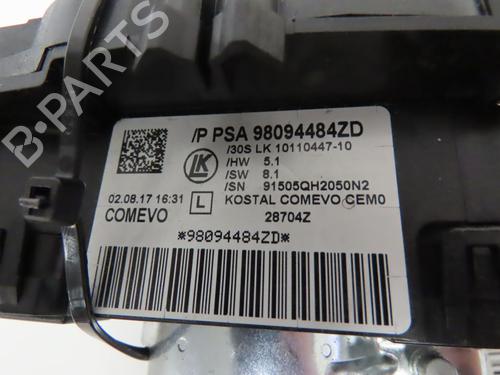 /P PSA 98094484ZD
/30S LK 10110447-10
/HW 5.1
/SW 8.1
/SN 91505QH2050N2
LK
02.08.17 16:31
L
KOSTAL COMEVO CEM0
COMEVO
28704Z
*98094484ZD*
B-PARTS